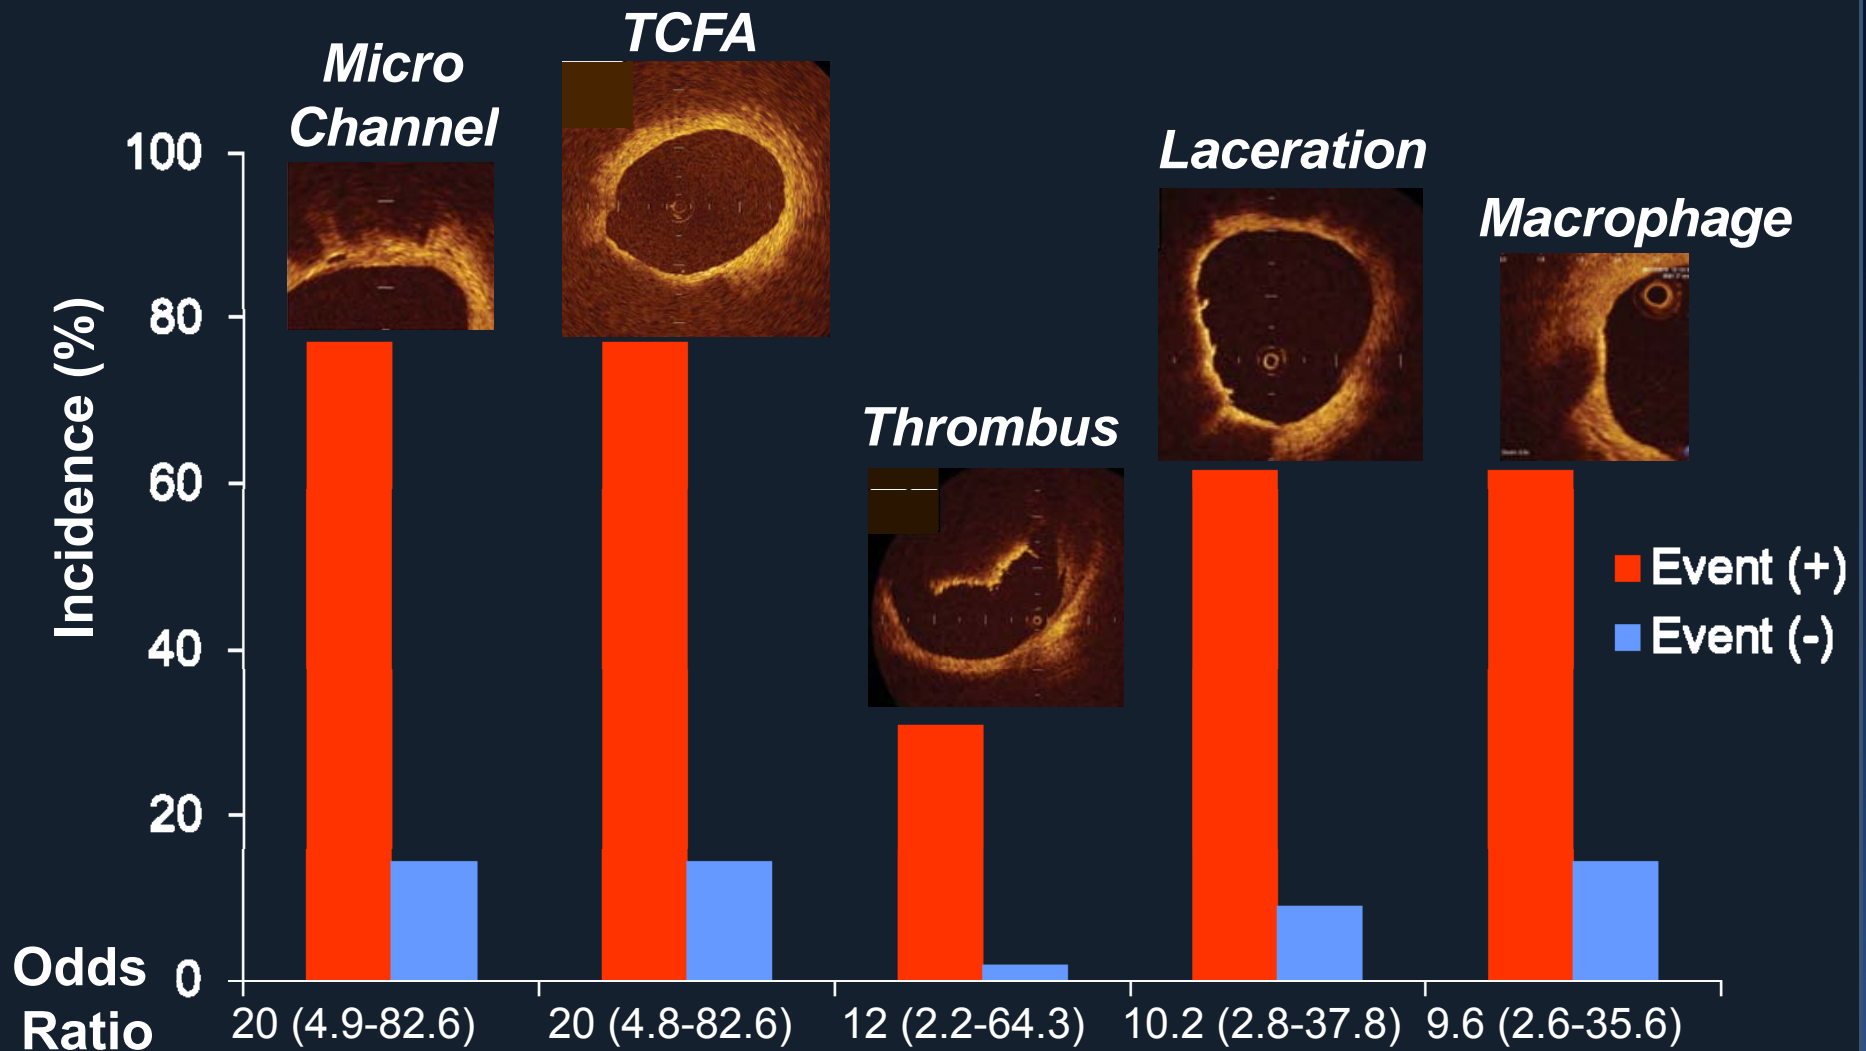 TCFA
Micro
Channel
Laceration
Macrophage
Thrombus
Incidence (%)
100
80
60
40
20
0
Event (+)
Event (-)
Odds
Ratio
20 (4.9-82.6)
20 (4.8-82.6)
12 (2.2-64.3)
10.2 (2.8-37.8)
9.6 (2.6-35.6)